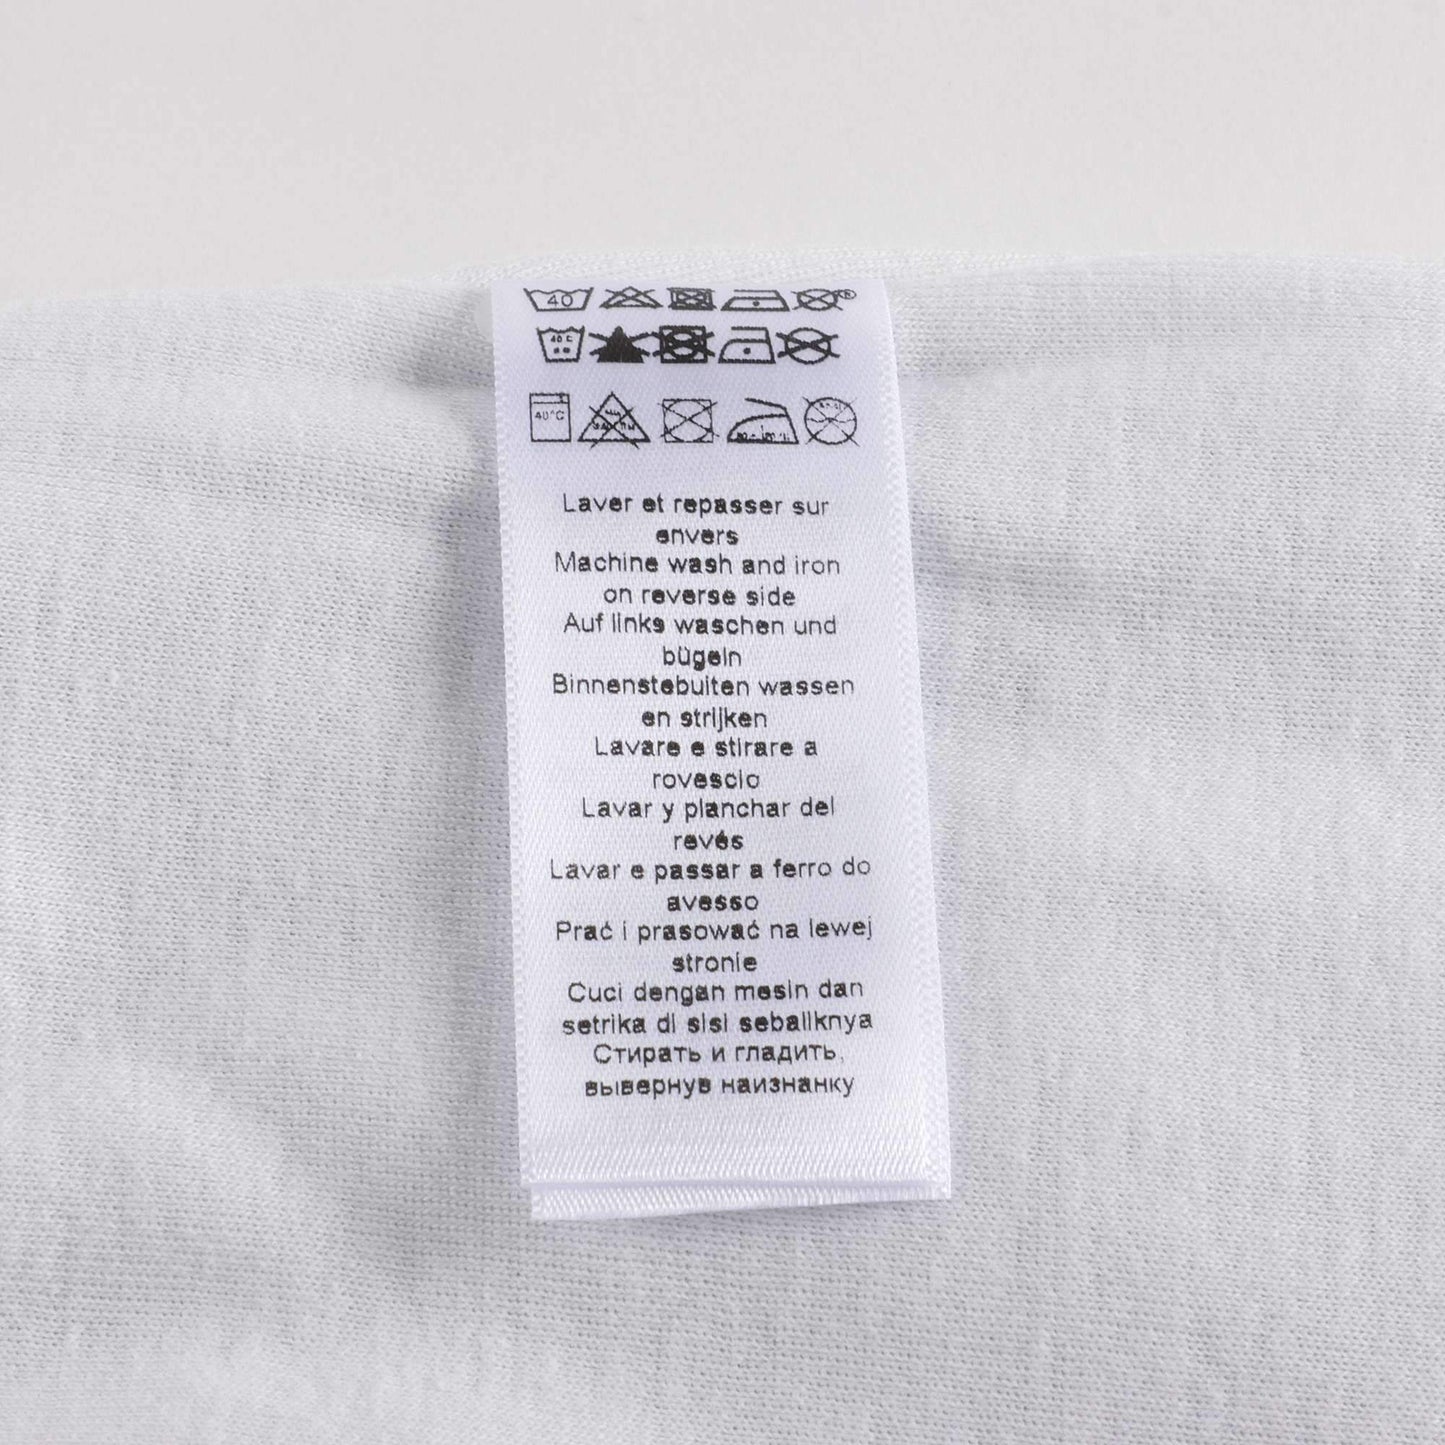 40
®
40 C
40°C
Laver et repasser sur
envers
Machine wash and iron
on reverse side
Auf links waschen und
bügeln
Binnenstebuiten wassen
en strijken
Lavare e stirare a
rovescio
Lavar y planchar del
revés
Lavar e passar a ferro do
avesso
Prać i prasować na lewej
stronie
Cuci dengan mesin dan
setrika di sisi sebaliknya
Стирать и гладить,
вывернув наизнанку